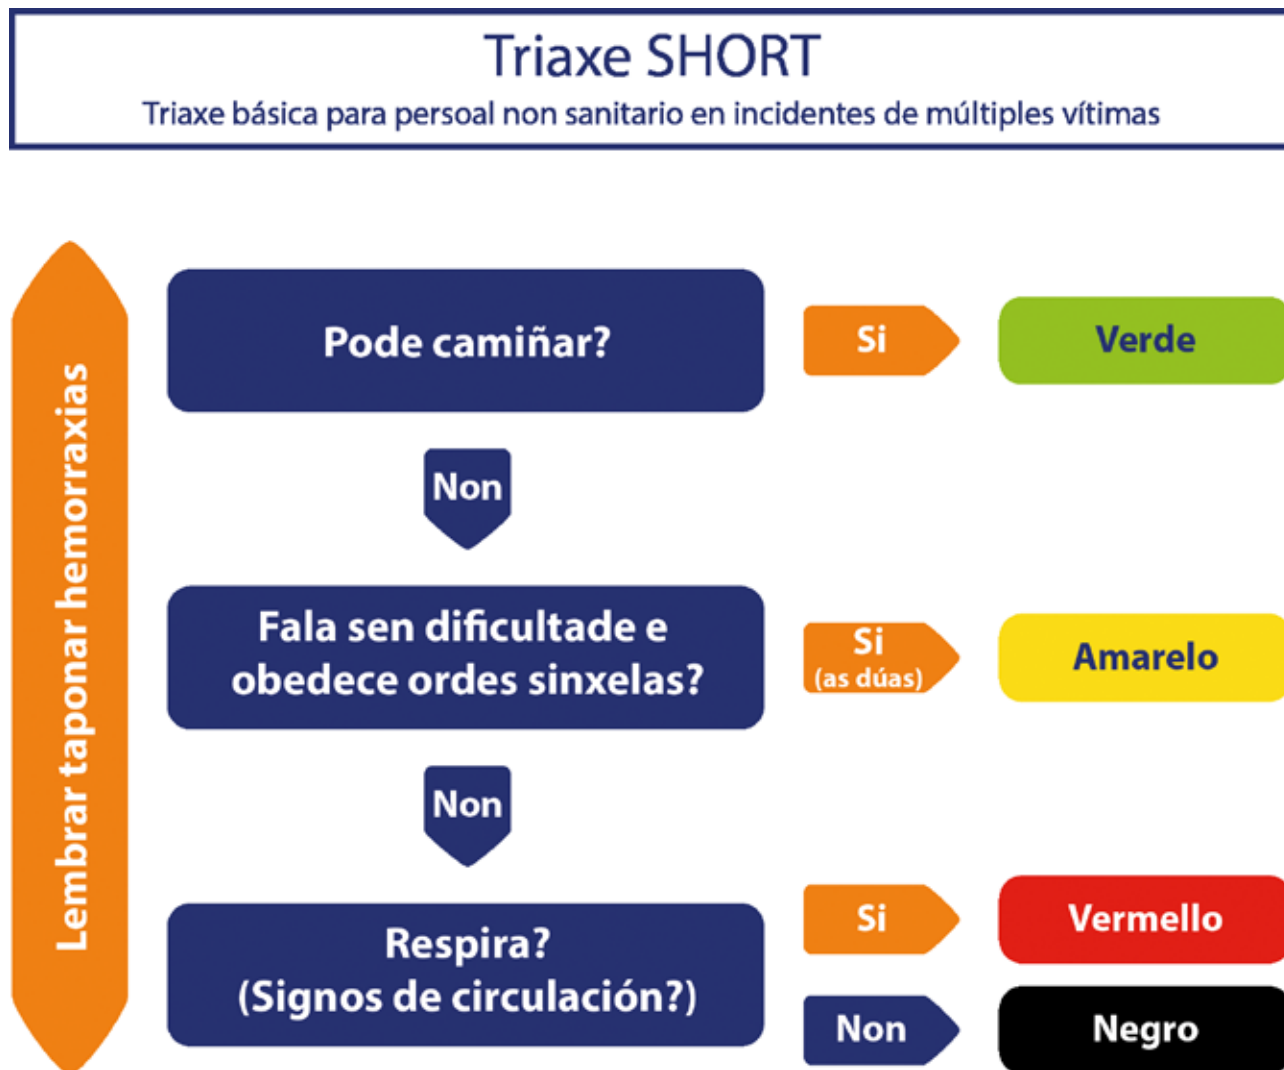 Triaxe SHORT
Triaxe básica para persoal non sanitario en incidentes de múltiples vítimas
Lembrar taponar hemorraxias
Pode camiñar?
Si
Verde
Non
Fala sen dificultade e
obedece ordes sinxelas?
Si
(as dúas)
Amarelo
Non
Respira?
(Signos de circulación?)
Si
Vermello
Non
Negro